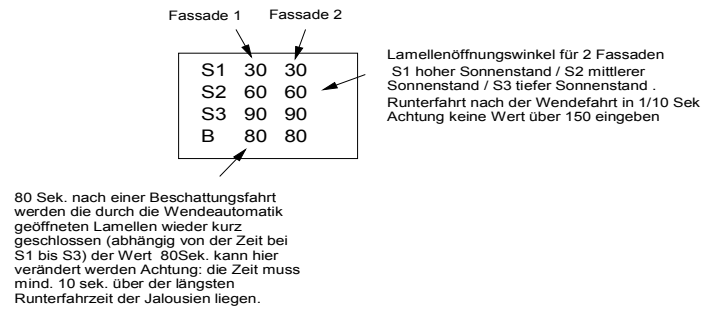 Fassade 1 Fassade 2
S1 30 30
S2 60 60
S3 90 90
B 80 80
Lamellenöffnungswinkel für 2 Fassaden
S1 hoher Sonnenstand / S2 mittlerer
Sonnenstand / S3 tiefer Sonnenstand .
Runterfahrt nach der Wendefahrt in 1/10 Sek
Achtung keine Wert über 150 eingeben
80 Sek. nach einer Beschattungsfahrt
werden die durch die Wendeautomatik
geöffneten Lamellen wieder kurz
geschlossen (abhängig von der Zeit bei
S1 bis S3) der Wert 80Sek. kann hier
verändert werden Achtung: die Zeit muss
mind. 10 sek. über der längsten
Runterfahrzeit der Jalousien liegen.